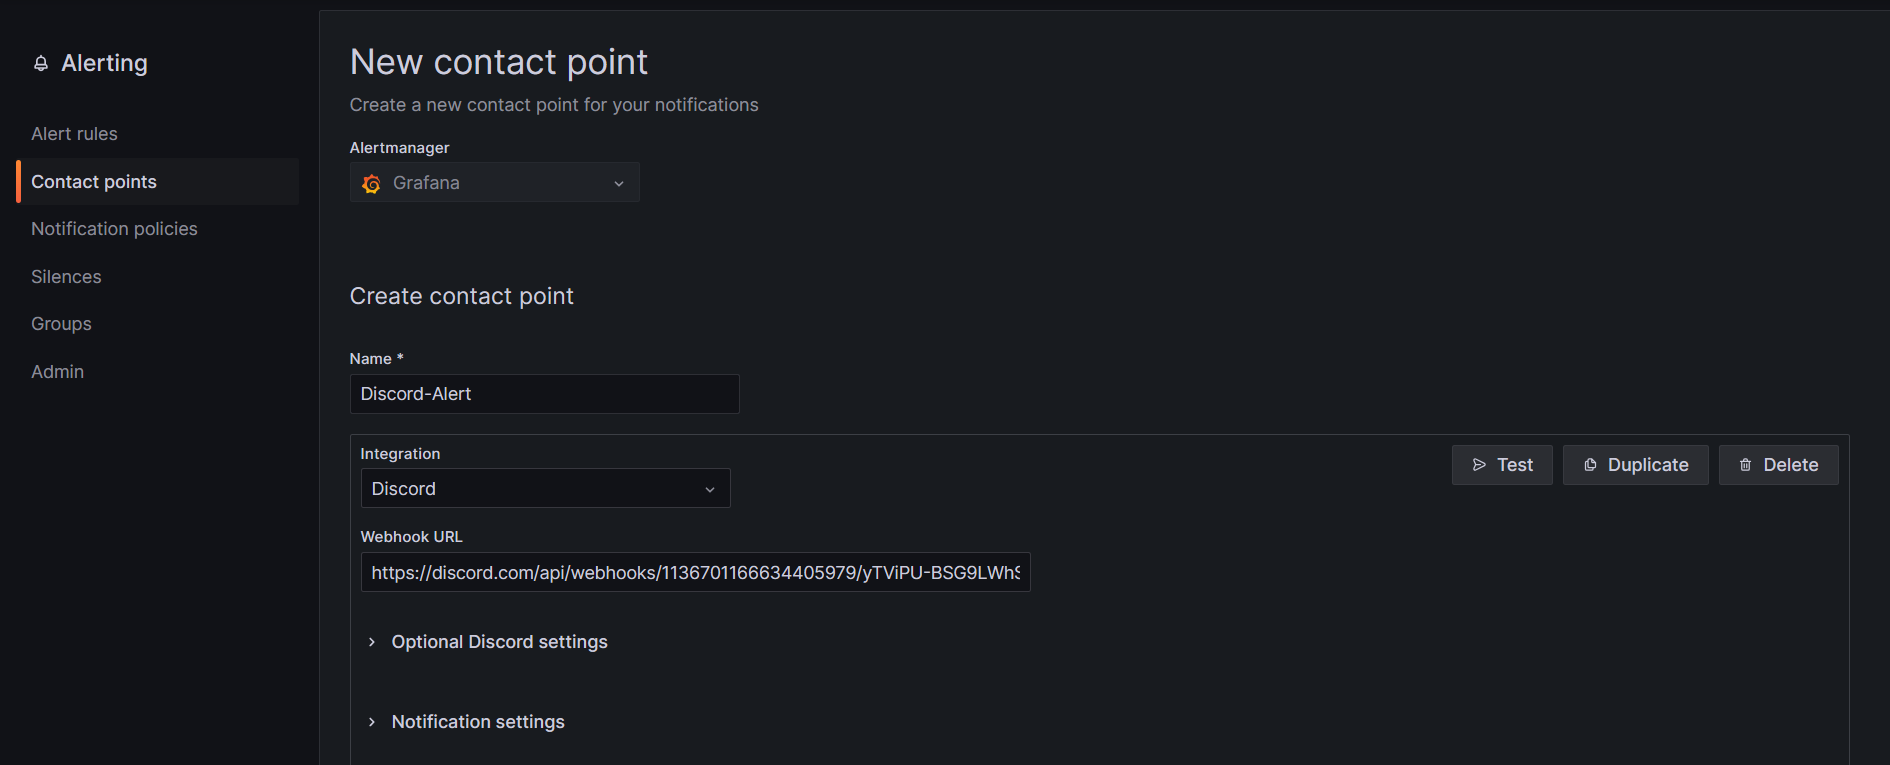 Alerting
Alert rules
Contact points
Notification policies
Silences
Groups
Admin
New contact point
Create a new contact point for your notifications
Alertmanager
Grafana
Create contact point
Name *
Discord-Alert
Integration
Discord
Test
Duplicate
Delete
Webhook URL
https://discord.com/api/webhooks/1136701166634405979/yTViPU-BSG9LWhS
Optional Discord settings
Notification settings